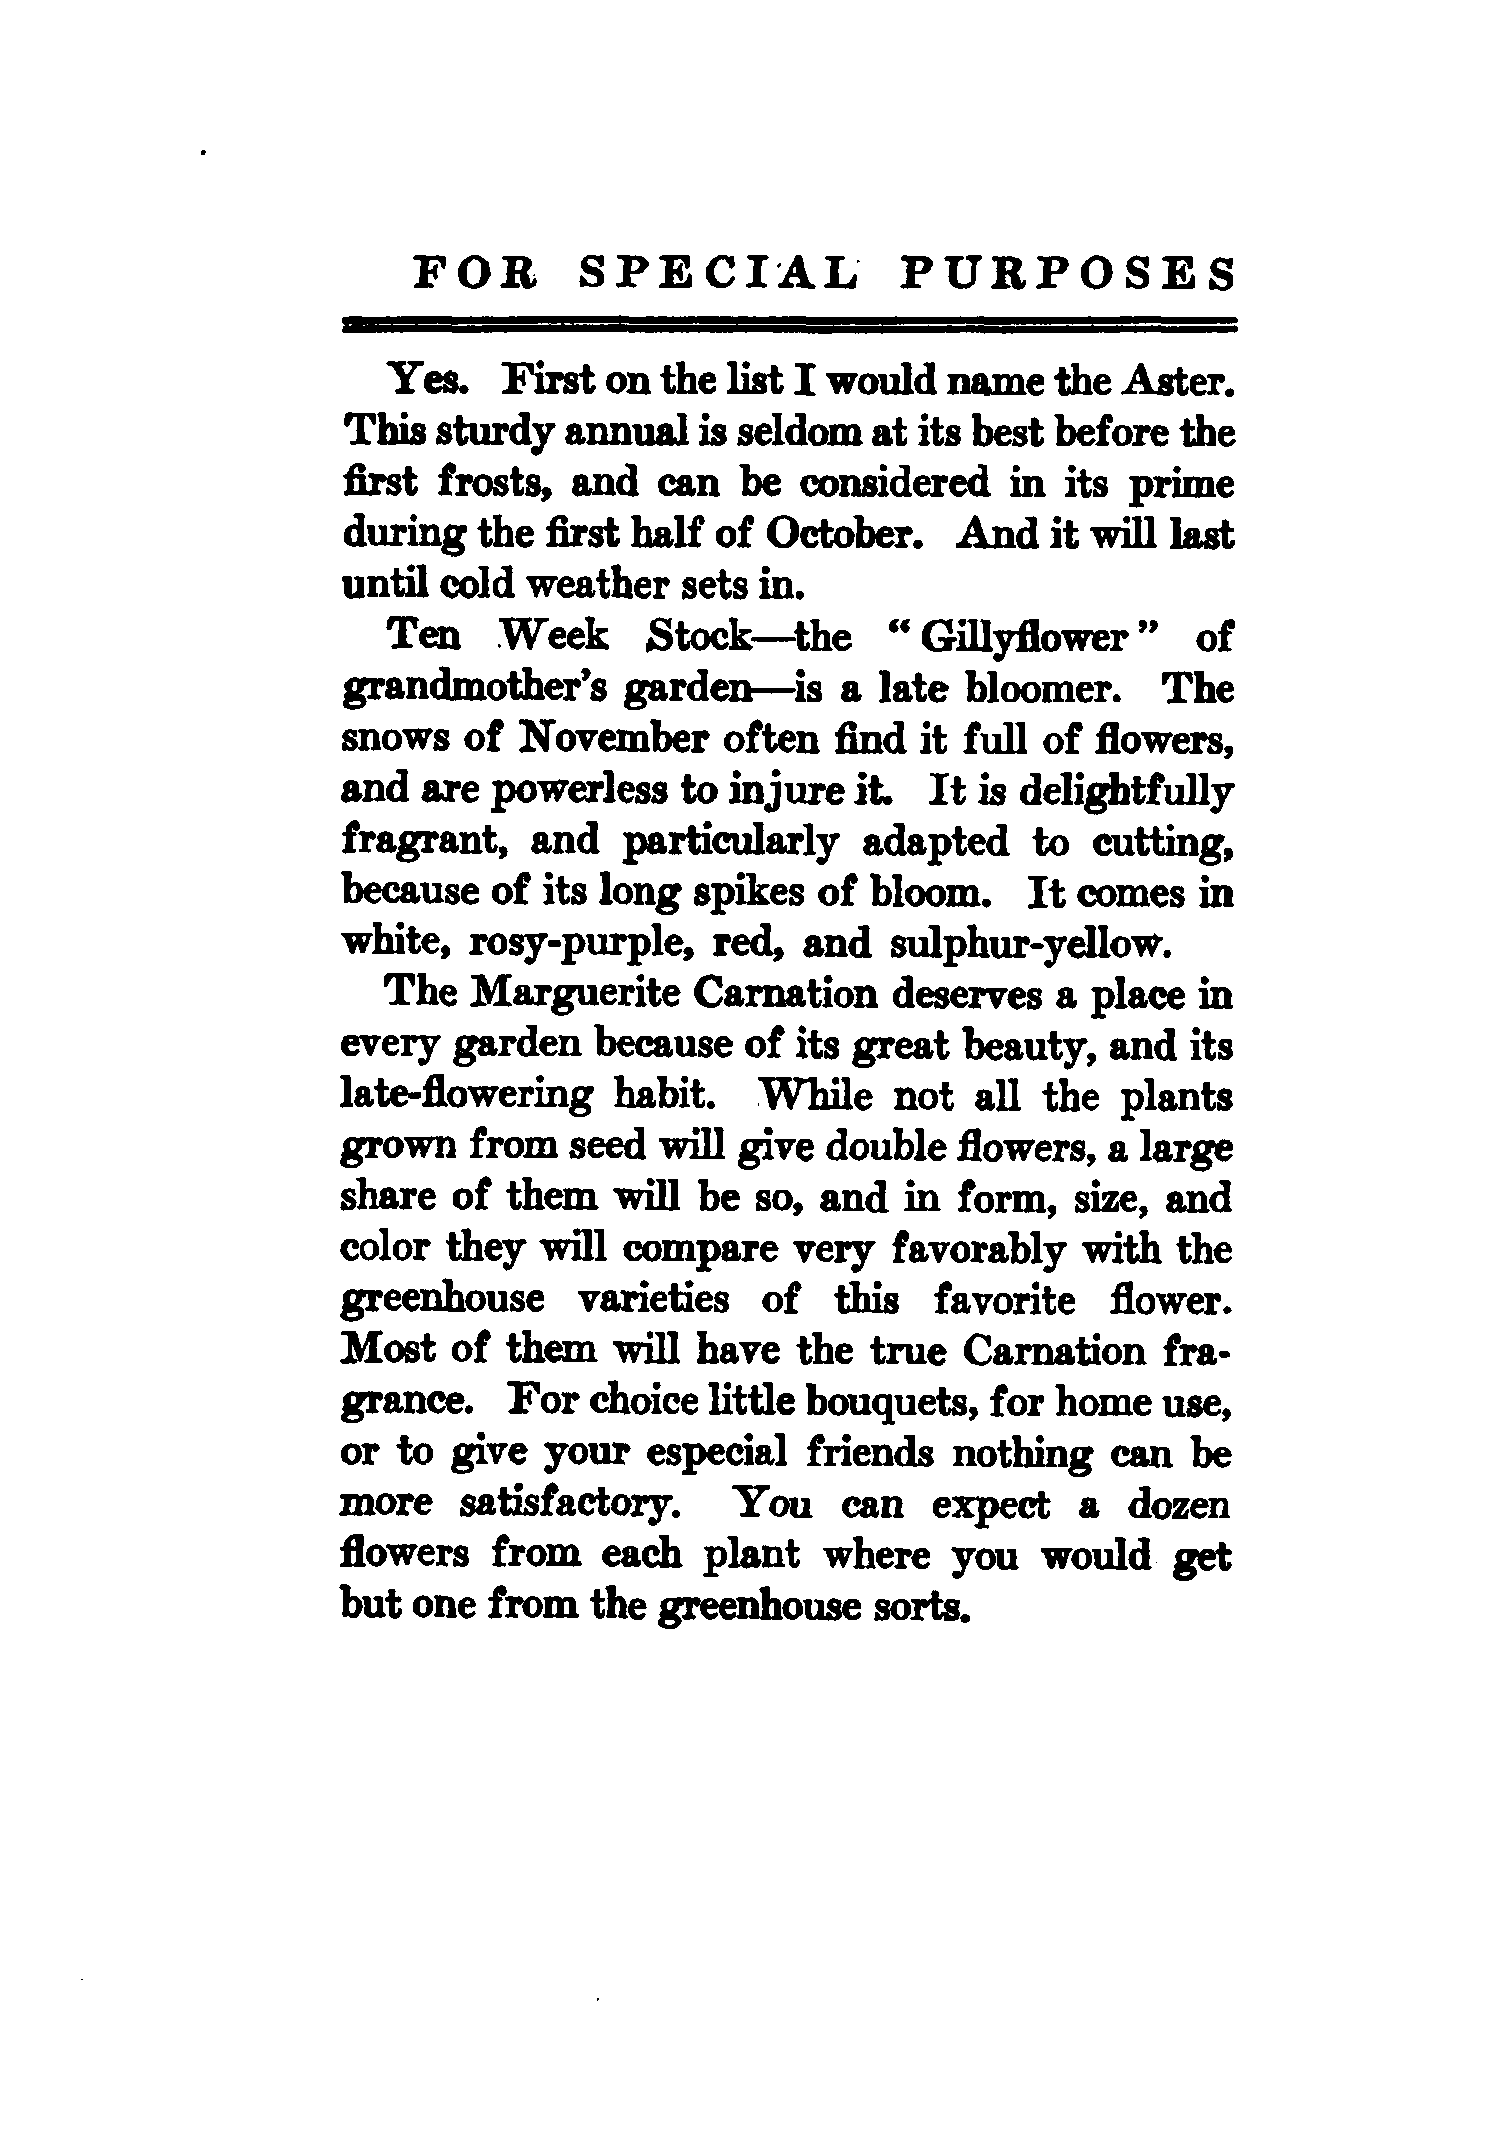 FOR SPECIAL PURPOSES
Yes. First on the list I would name the Aster.
This sturdy annual is seldom at its best before the
first frosts, and can be considered in its prime
during the first half of October. And it will last
until cold weather sets in.
Ten Week Stock—the "Gillyflower" of
grandmother's garden—is a late bloomer. The
snows of November often find it full of flowers,
and are powerless to injure it. It is delightfully
fragrant, and particularly adapted to cutting,
because of its long spikes of bloom. It comes in
white, rosy-purple, red, and sulphur-yellow.
The Marguerite Carnation deserves a place in
every garden because of its great beauty, and its
late-flowering habit. While not all the plants
grown from seed will give double flowers, a large
share of them will be so, and in form, size, and
color they will compare very favorably with the
greenhouse varieties of this favorite flower.
Most of them will have the true Carnation fra-
grance. For choice little bouquets, for home use,
or to give your especial friends nothing can be
more satisfactory. You can expect a dozen
flowers from each plant where you would get
but one from the greenhouse sorts.